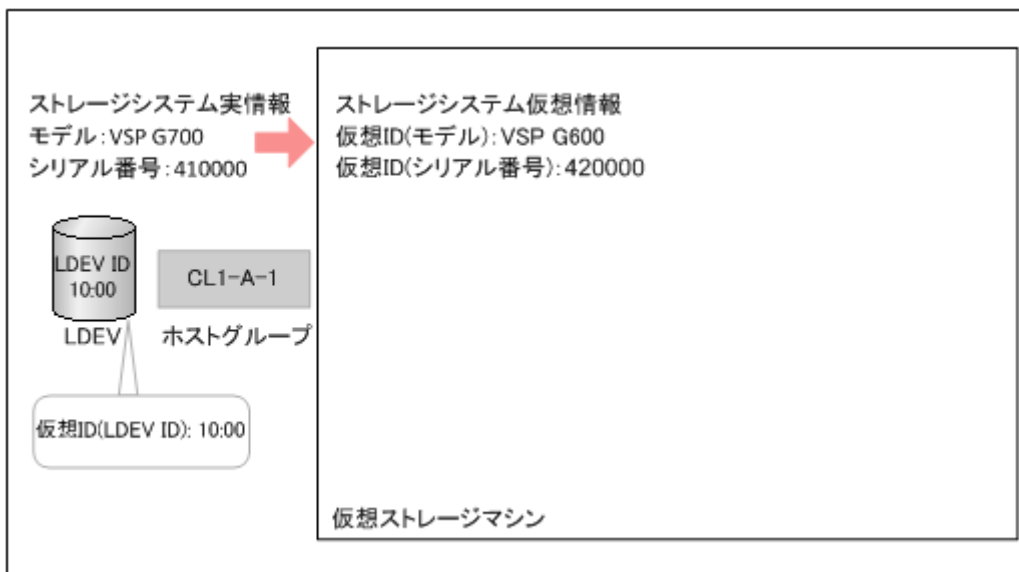 ストレージシステム実情報
モデル:VSP G700
シリアル番号:410000
ストレージシステム仮想情報
仮想ID(モデル):VSP G600
仮想ID(シリアル番号):420000
LDEV ID
10:00
LDEV
CL1-A-1
ホストグループ
仮想ID(LDEV ID): 10:00
仮想ストレージマシン